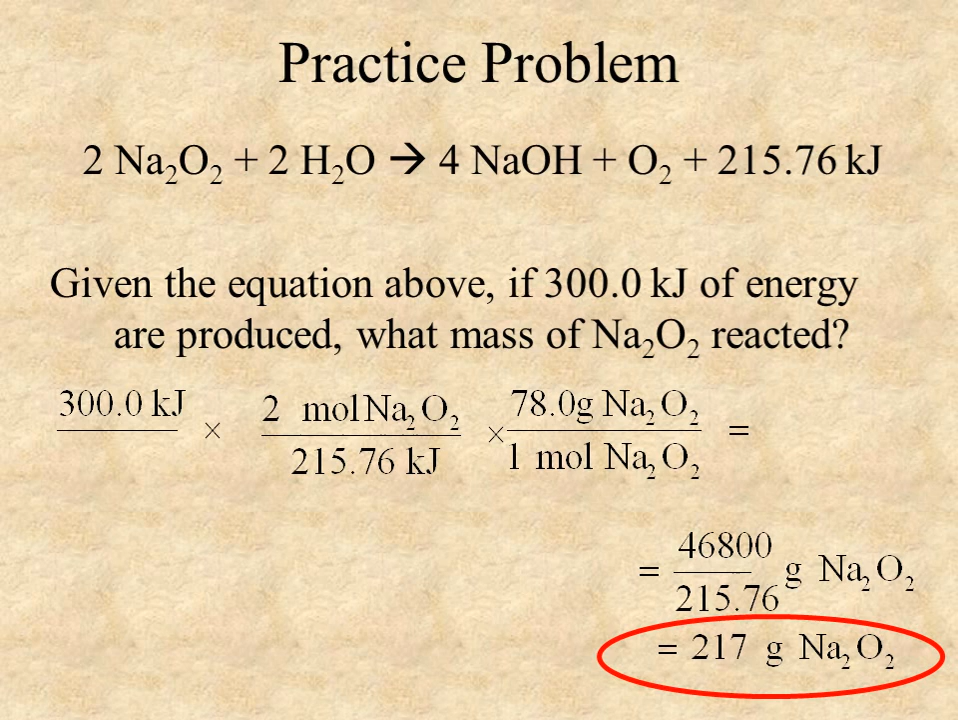 Practice Problem
2 Na₂O₂ + 2 H₂O → 4 NaOH + O₂ + 215.76 kJ
Given the equation above, if 300.0 kJ of energy
are produced, what mass of Na₂O₂ reacted?
300.0 kJ × 2 mol Na₂O₂ / 215.76 kJ × 78.0g Na₂O₂ / 1 mol Na₂O₂ =
= 46800 / 215.76 g Na₂O₂
= 217 g Na₂O₂